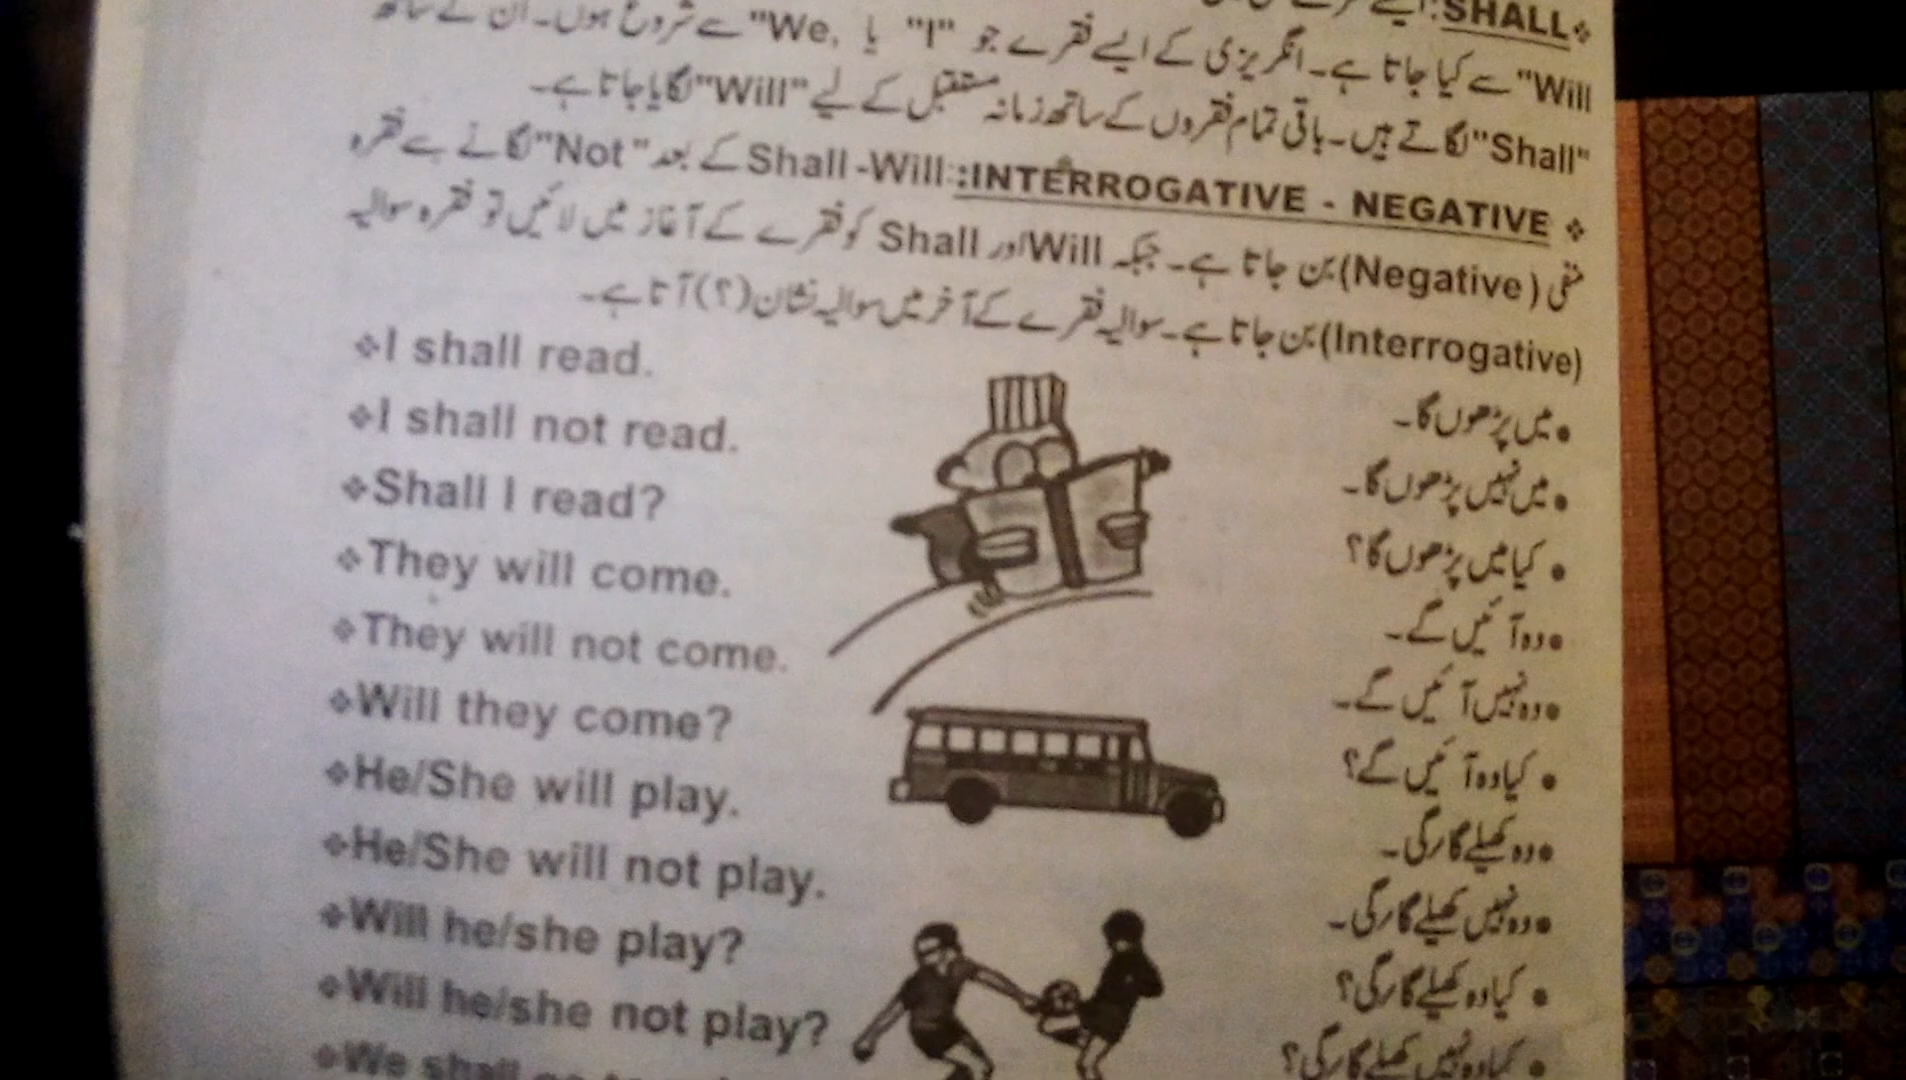 ❖SHALL:
"Will" سے کیا جاتا ہے۔ انگریزی کے ایسے فقرے جو "I" یا "We, سے شروع ہوں۔ ان کے ساتھ
"Shall" لگاتے ہیں۔ باقی تمام فقروں کے ساتھ زمانہ مستقبل کے لیے "Will" لگایا جاتا ہے۔
❖ INTERROGATIVE - NEGATIVE:: Shall -Will کے بعد "Not" لگانے سے فقرہ
منفی (Negative) بن جاتا ہے۔ جبکہ Will اور Shall کو فقرے کے آغاز میں لائیں تو فقرہ سوالیہ
(Interrogative) بن جاتا ہے۔ سوالیہ فقرے کے آخر میں سوالیہ نشان (؟) آتا ہے۔
❖I shall read. • میں پڑھوں گا۔
❖I shall not read. • میں نہیں پڑھوں گا۔
❖Shall I read? • کیا میں پڑھوں گا؟
❖They will come. • وہ آئیں گے۔
❖They will not come. • وہ نہیں آئیں گے۔
❖Will they come? • کیا وہ آئیں گے؟
❖He/She will play. • وہ کھیلے گا/گی۔
❖He/She will not play. • وہ نہیں کھیلے گا/گی۔
❖Will he/she play? • کیا وہ کھیلے گا/گی؟
❖Will he/she not play? • کیا وہ نہیں کھیلے گا/گی؟
❖We shall go